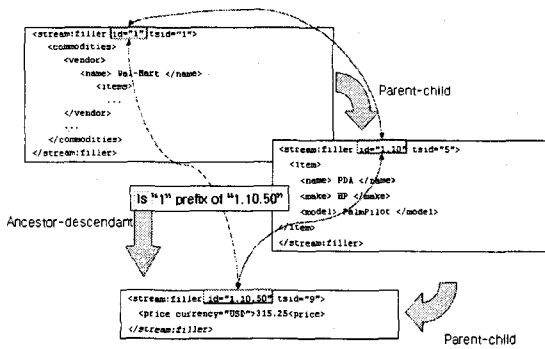 <stream:filler id="1" tsid="1">
<commodities>
<vendor>
<name> Wal-Mart </name>
<items>
...
</vendor>
...
</commodities>
</stream:filler>
Parent-child
<stream:filler id="1.10" tsid="5">
<item>
<name> PDA </name>
<make> HP </make>
<model> PalmPilot </model>
</item>
</stream:filler>
Is "1" prefix of "1.10.50"
Ancestor-descendant
<stream:filler id="1.10.50" tsid="9">
<price currency="USD">315.25<price>
</stream:filler>
Parent-child